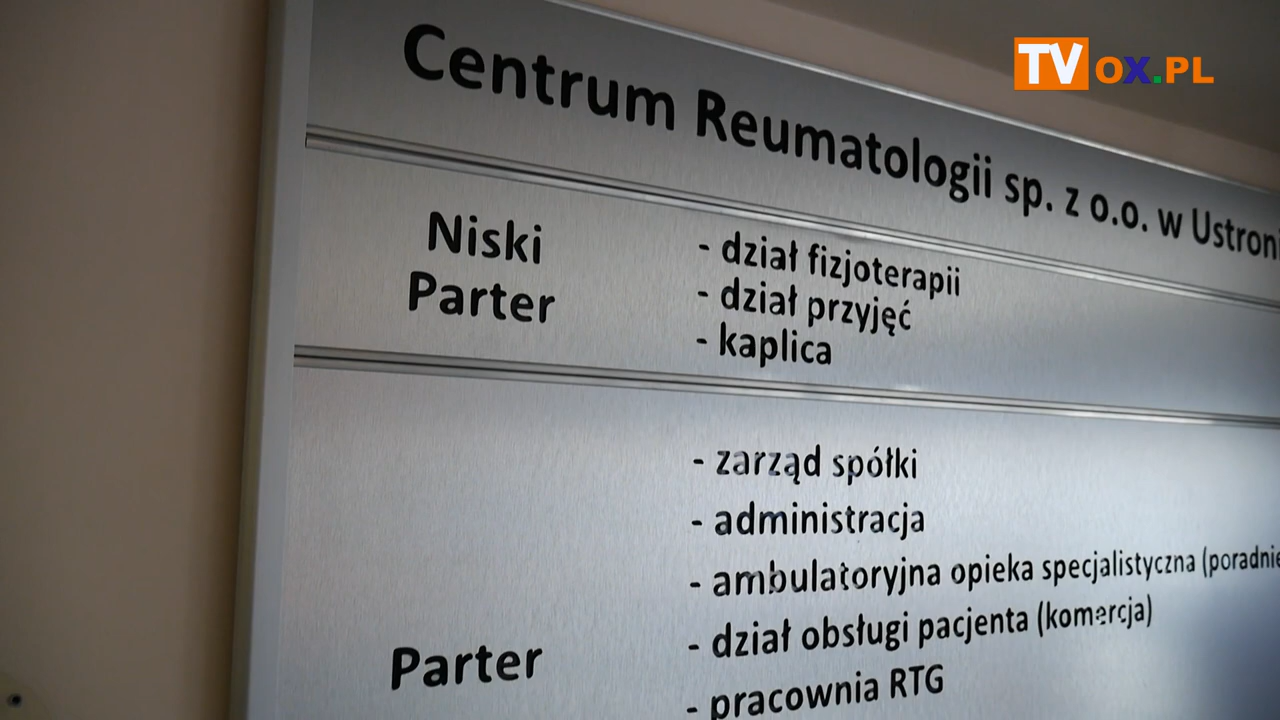 TVOX.PL
Centrum Reumatologii sp. z o.o. w Ustroni
Niski
Parter
- dział fizjoterapii
- dział przyjęć
- kaplica
Parter
- zarząd spółki
- administracja
- ambulatoryjna opieka specjalistyczna (poradnie
- dział obsługi pacjenta (komercja)
- pracownia RTG